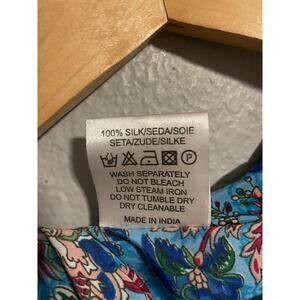 100% SILK/SEDA/SOIE
SETA/ZUDE/SILKE
WASH SEPARATELY
DO NOT BLEACH
LOW STEAM IRON
DO NOT TUMBLE DRY
DRY CLEANABLE
MADE IN INDIA